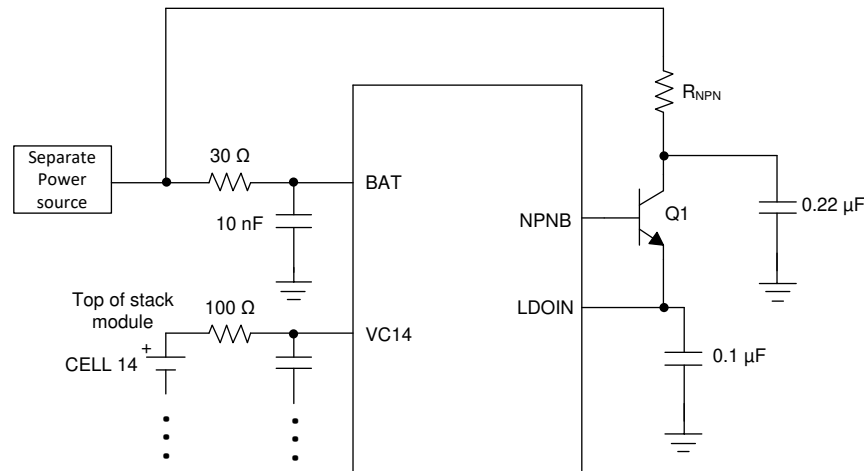 R_NPN
Separate
Power
source
30 Ω
BAT
10 nF
NPNB
Q1
0.22 µF
Top of stack
module
100 Ω
LDOIN
VC14
+
CELL 14
0.1 µF